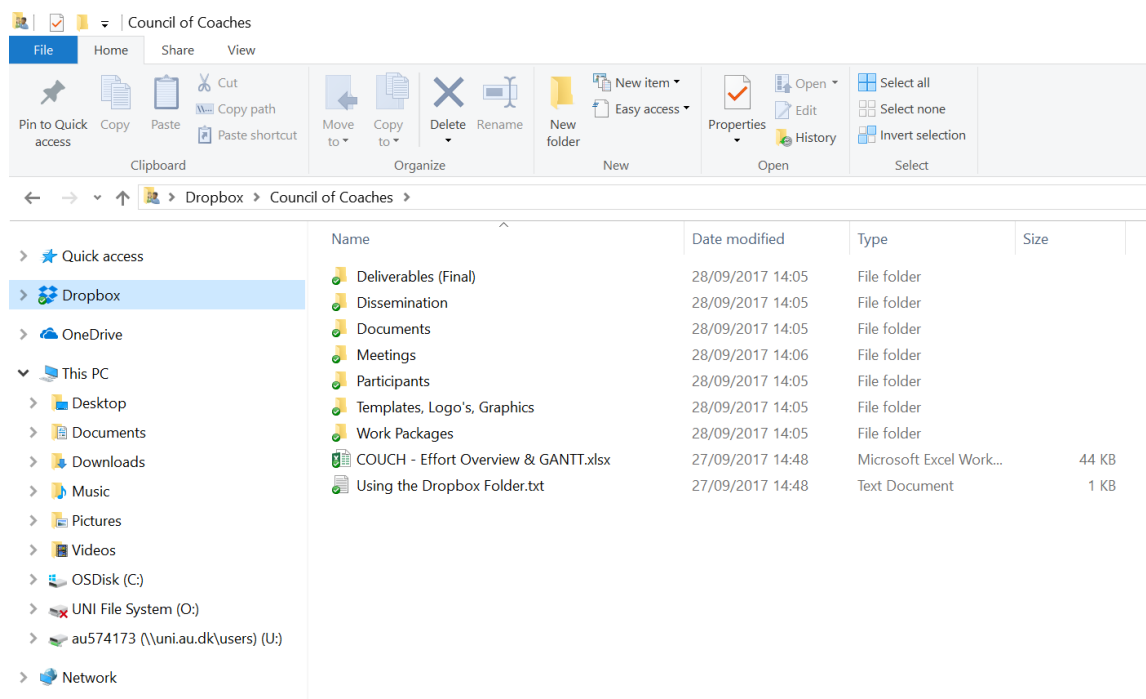 Council of Coaches
File Home Share View
Pin to Quick access
Copy
Paste
Cut
Copy path
Paste shortcut
Clipboard
Move to
Copy to
Delete
Rename
Organize
New folder
New item
Easy access
New
Properties
Open
Edit
History
Open
Select all
Select none
Invert selection
Select
Dropbox > Council of Coaches >
Quick access
Dropbox
OneDrive
This PC
Desktop
Documents
Downloads
Music
Pictures
Videos
OSDisk (C:)
UNI File System (O:)
au574173 (\\uni.au.dk\users) (U:)
Network
Name Date modified Type Size
Deliverables (Final) 28/09/2017 14:05 File folder
Dissemination 28/09/2017 14:05 File folder
Documents 28/09/2017 14:05 File folder
Meetings 28/09/2017 14:06 File folder
Participants 28/09/2017 14:05 File folder
Templates, Logo's, Graphics 28/09/2017 14:05 File folder
Work Packages 28/09/2017 14:05 File folder
COUCH - Effort Overview & GANTT.xlsx 27/09/2017 14:48 Microsoft Excel Work... 44 KB
Using the Dropbox Folder.txt 27/09/2017 14:48 Text Document 1 KB